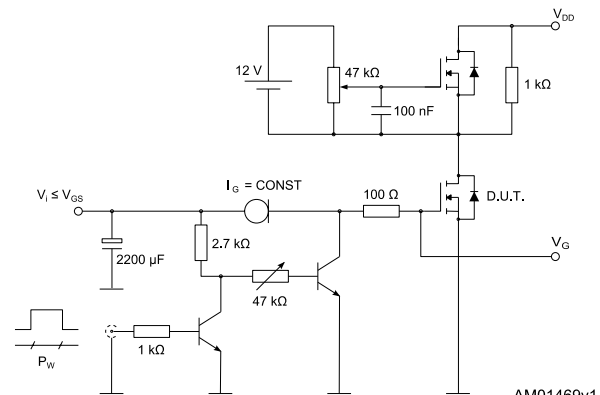 V_DD
12 V
47 kΩ
1 kΩ
100 nF
I_G = CONST
V_i ≤ V_GS
100 Ω
D.U.T.
2.7 kΩ
2200 µF
V_G
47 kΩ
1 kΩ
P_W
AM01469v1